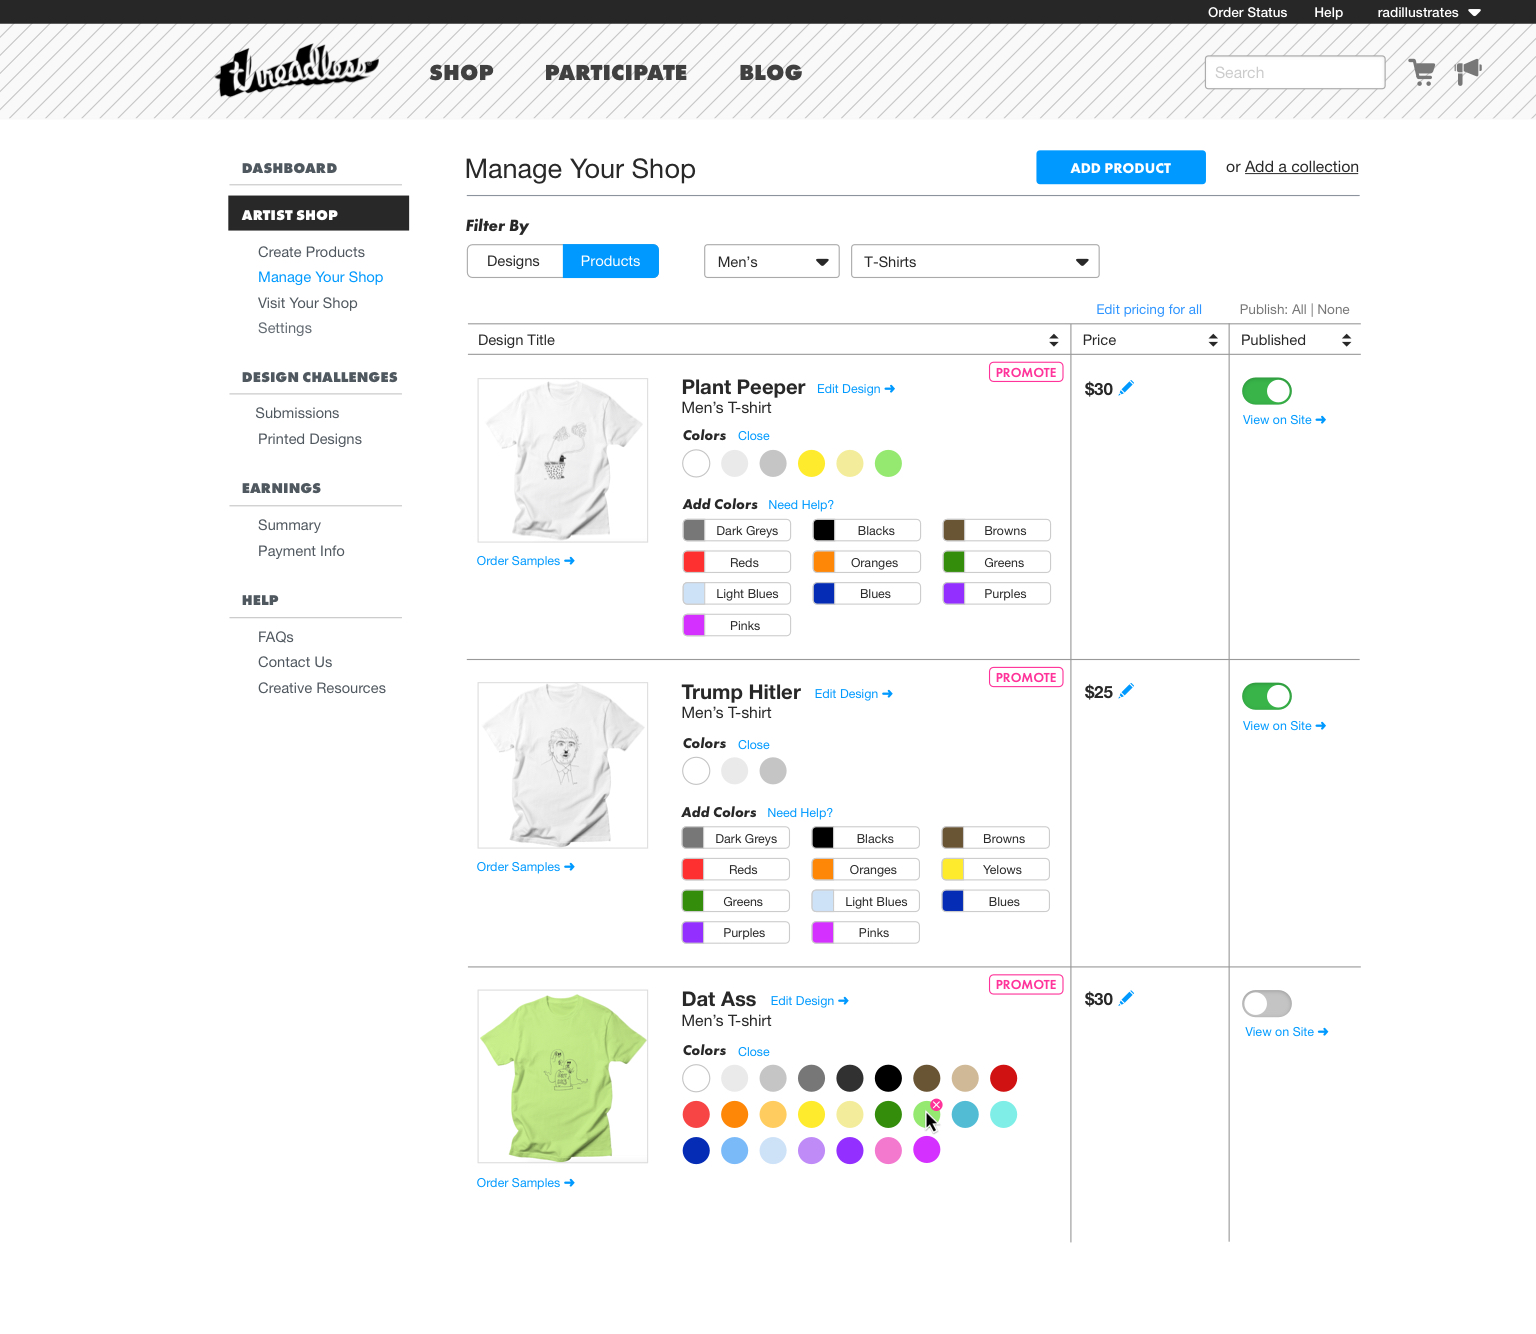 Order Status Help radillustrates
threadless SHOP PARTICIPATE BLOG Search
DASHBOARD
ARTIST SHOP
Create Products
Manage Your Shop
Visit Your Shop
Settings
DESIGN CHALLENGES
Submissions
Printed Designs
EARNINGS
Summary
Payment Info
HELP
FAQs
Contact Us
Creative Resources
Manage Your Shop ADD PRODUCT or Add a collection
Filter By
Designs Products Men's T-Shirts
Edit pricing for all Publish: All | None
Design Title Price Published
PROMOTE
Plant Peeper Edit Design $30
Men's T-shirt
View on Site
Colors Close
Add Colors Need Help?
Dark Greys Blacks Browns
Reds Oranges Greens
Order Samples
Light Blues Blues Purples
Pinks
PROMOTE
Trump Hitler Edit Design $25
Men's T-shirt
View on Site
Colors Close
Add Colors Need Help?
Dark Greys Blacks Browns
Reds Oranges Yelows
Order Samples
Greens Light Blues Blues
Purples Pinks
PROMOTE
Dat Ass Edit Design $30
Men's T-shirt
View on Site
Colors Close
Order Samples